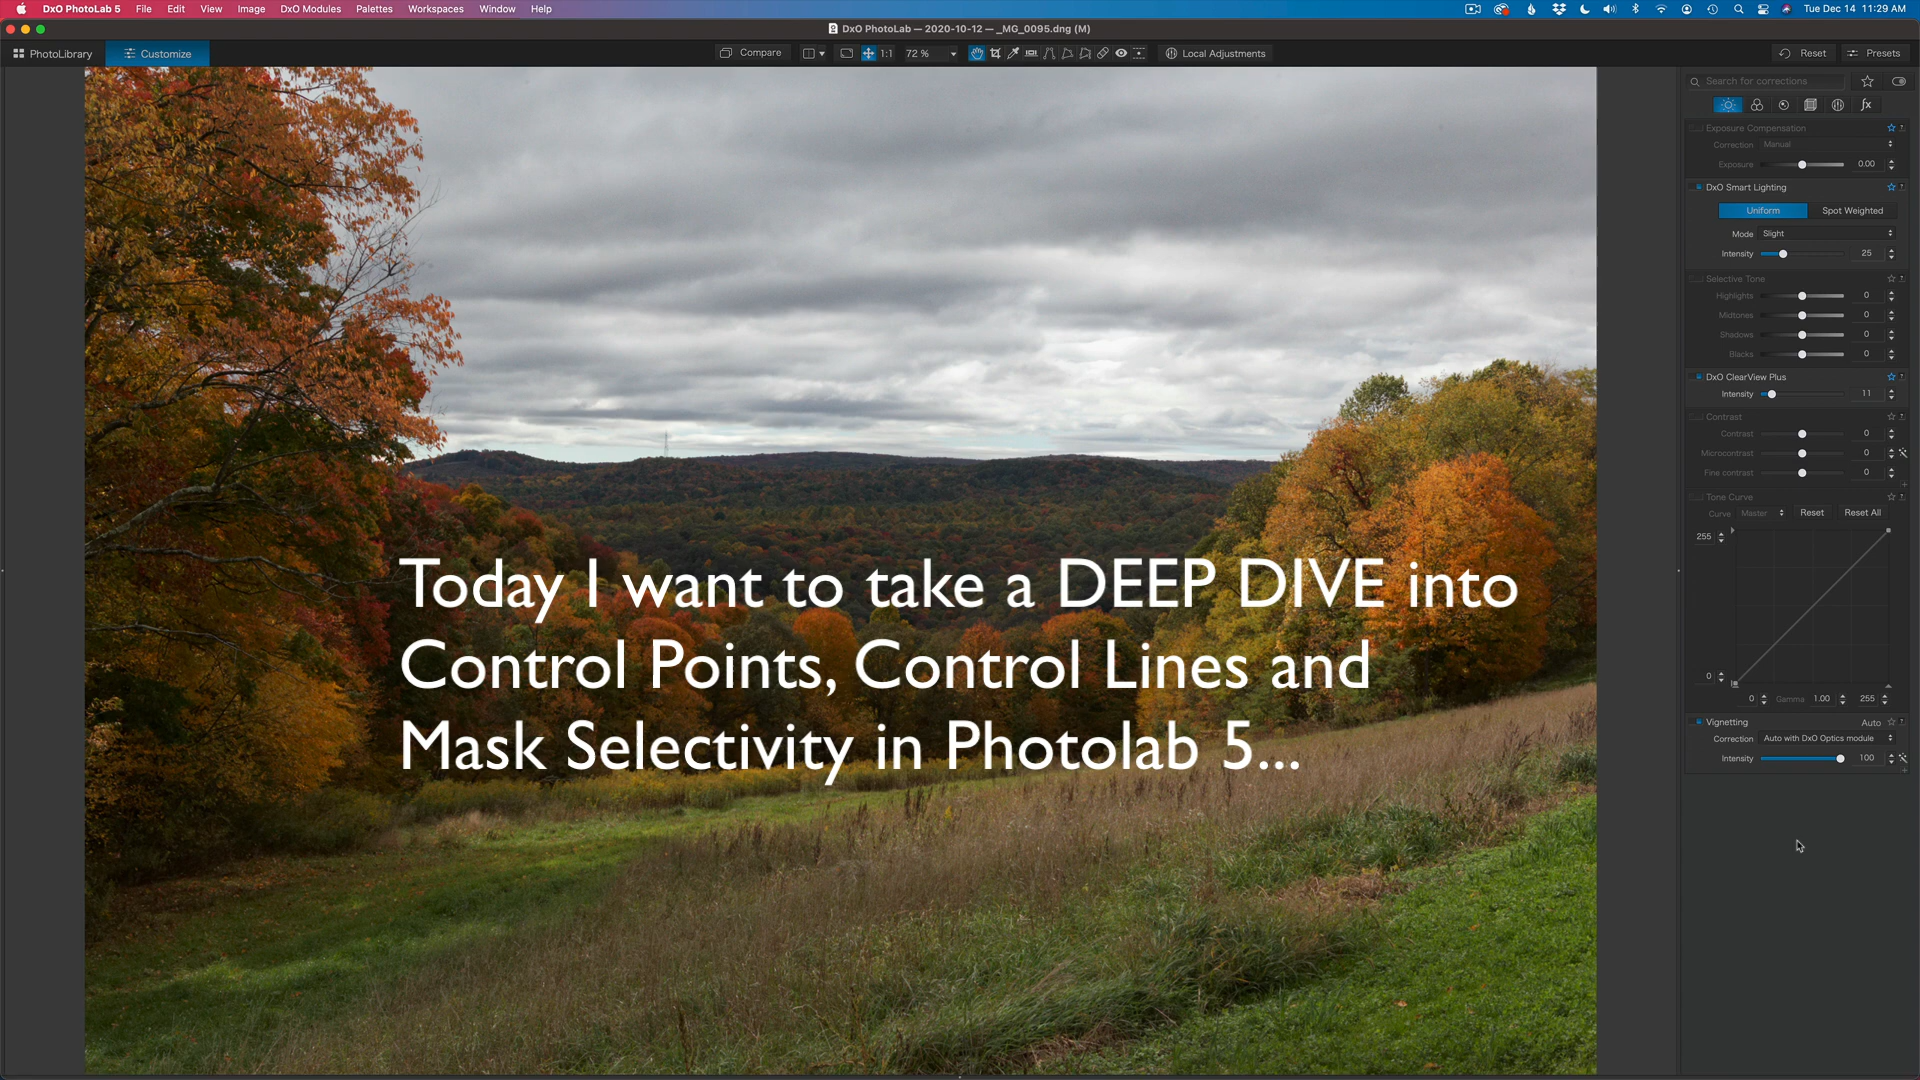 DxO PhotoLab 5 File Edit View Image DxO Modules Palettes Workspaces Window Help Tue Dec 14 11:29 AM
DxO PhotoLab — 2020-10-12 — _MG_0095.dng (M)
PhotoLibrary Customize Compare 1:1 72 % Local Adjustments Reset Presets
Search for corrections
fx
Exposure Compensation
Correction Manual
Exposure 0.00
DxO Smart Lighting
Uniform Spot Weighted
Mode Slight
Intensity 25
Selective Tone
Highlights 0
Midtones 0
Shadows 0
Blacks 0
DxO ClearView Plus
Intensity 11
Contrast
Contrast 0
Microcontrast 0
Fine contrast 0
Tone Curve
Curve Master Reset Reset All
255
0
0 Gamma 1.00 255
Vignetting Auto
Correction Auto with DxO Optics module
Intensity 100
Today I want to take a DEEP DIVE into
Control Points, Control Lines and
Mask Selectivity in Photolab 5...